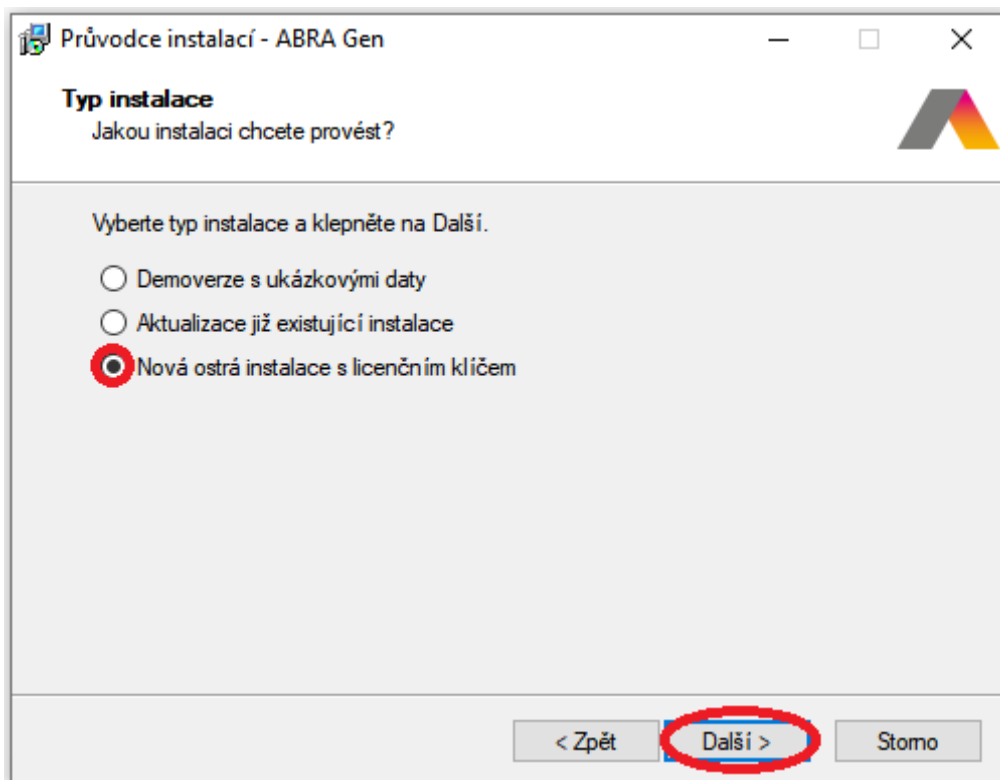 Průvodce instalací - ABRA Gen
Typ instalace
Jakou instalaci chcete provést?
Vyberte typ instalace a klepněte na Další.
Demoverze s ukázkovými daty
Aktualizace již existující instalace
Nová ostrá instalace s licenčním klíčem
< Zpět
Další >
Storno